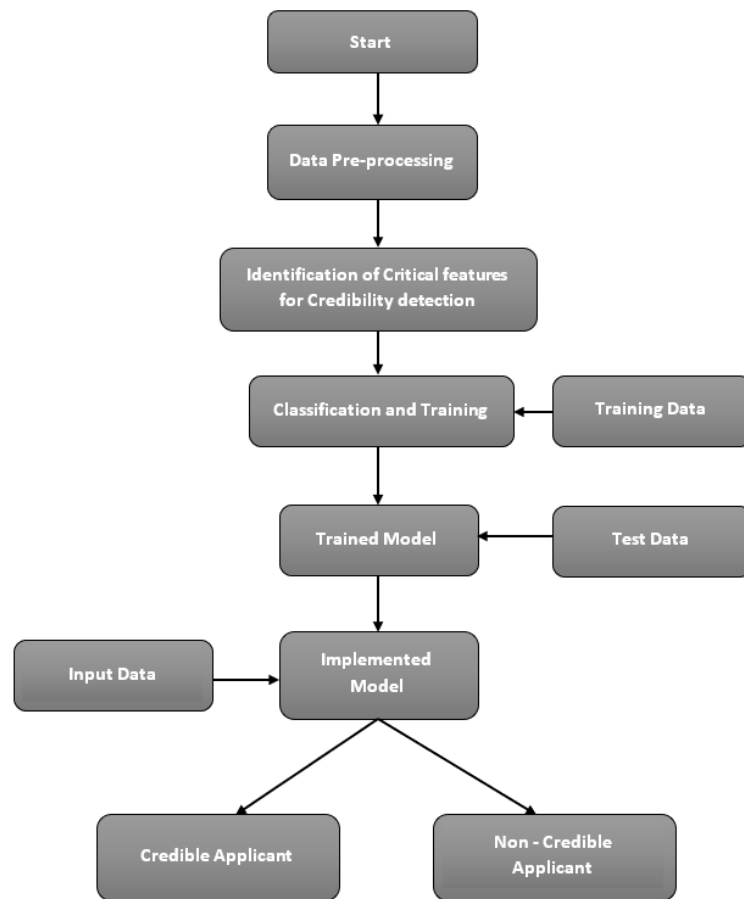 Start
Data Pre-processing
Identification of Critical features
for Credibility detection
Classification and Training
Training Data
Trained Model
Test Data
Input Data
Implemented
Model
Credible Applicant
Non - Credible
Applicant